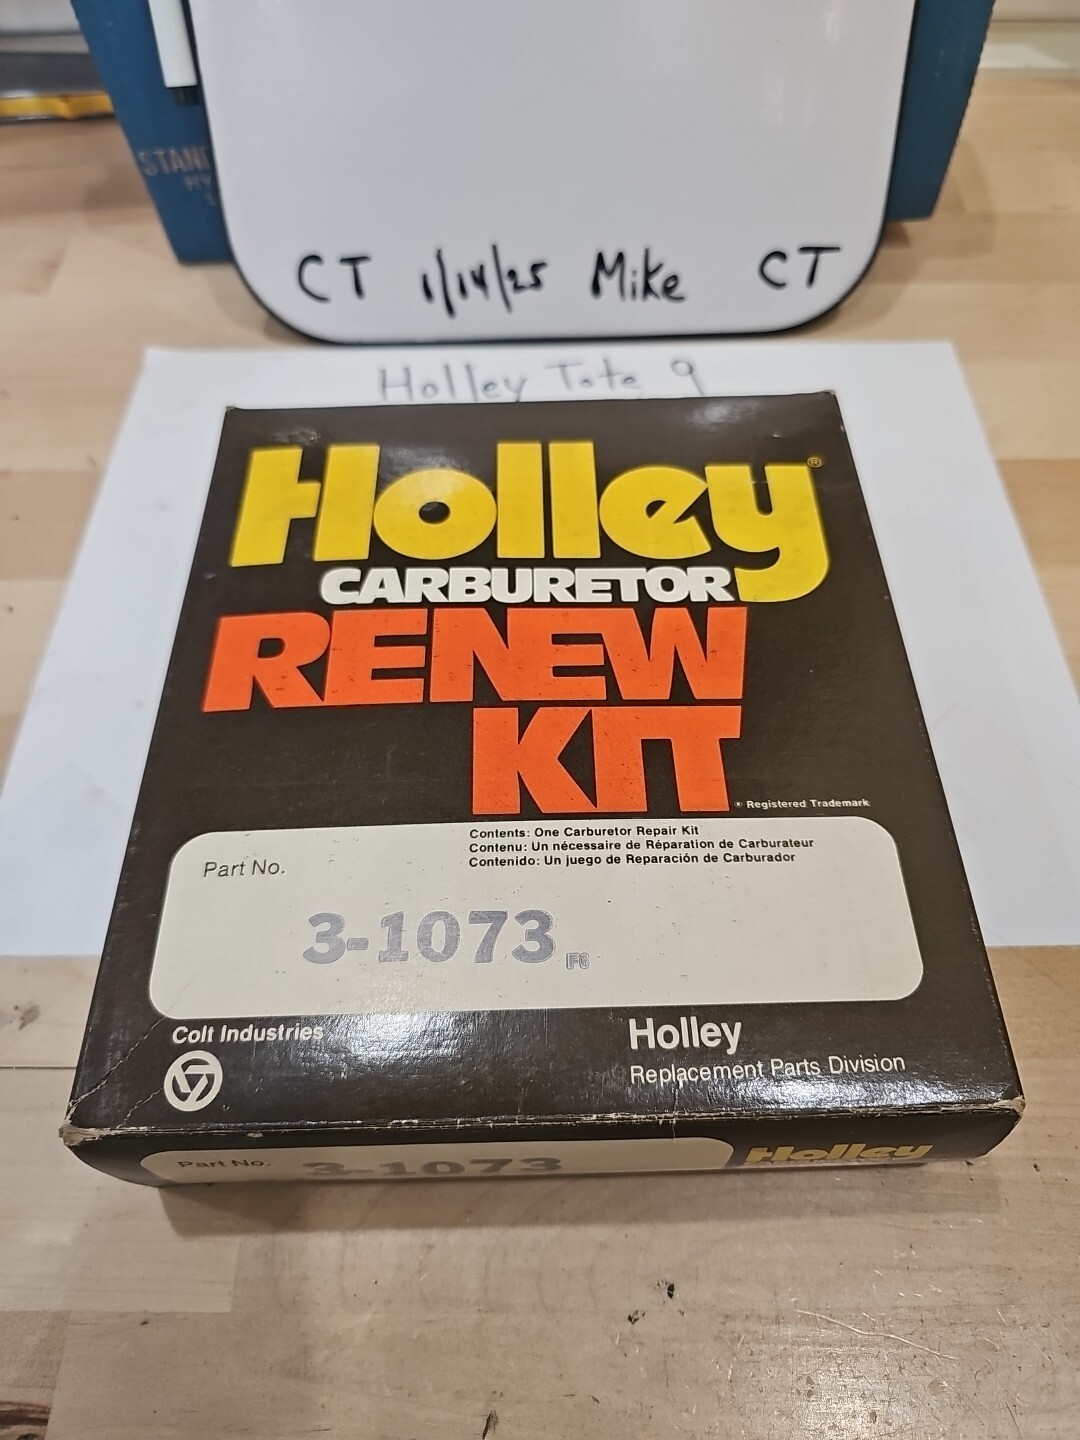 CT 1/14/25 Mike CT
Holley Tote 9
Holley®
CARBURETOR
RENEW
KIT
® Registered Trademark
Contents: One Carburetor Repair Kit
Contenu: Un nécessaire de Réparation de Carburateur
Contenido: Un juego de Reparación de Carburador
Part No.
3-1073 FG
Colt Industries
Holley
Replacement Parts Division
Part No. 3-1073
Holley